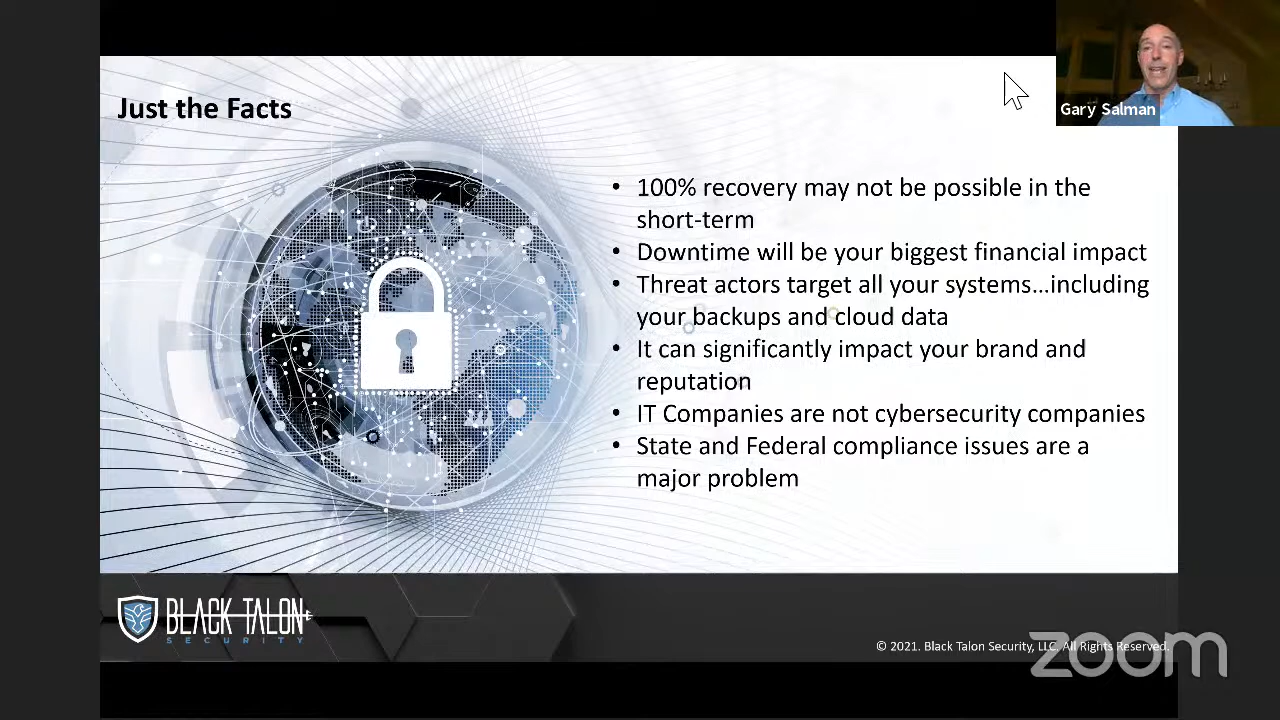 Just the Facts
Gary Salman
• 100% recovery may not be possible in the
short-term
• Downtime will be your biggest financial impact
• Threat actors target all your systems...including
your backups and cloud data
• It can significantly impact your brand and
reputation
• IT Companies are not cybersecurity companies
• State and Federal compliance issues are a
major problem
BLACK TALON
SECURITY
© 2021. Black Talon Security, LLC. All Rights Reserved.
zoom